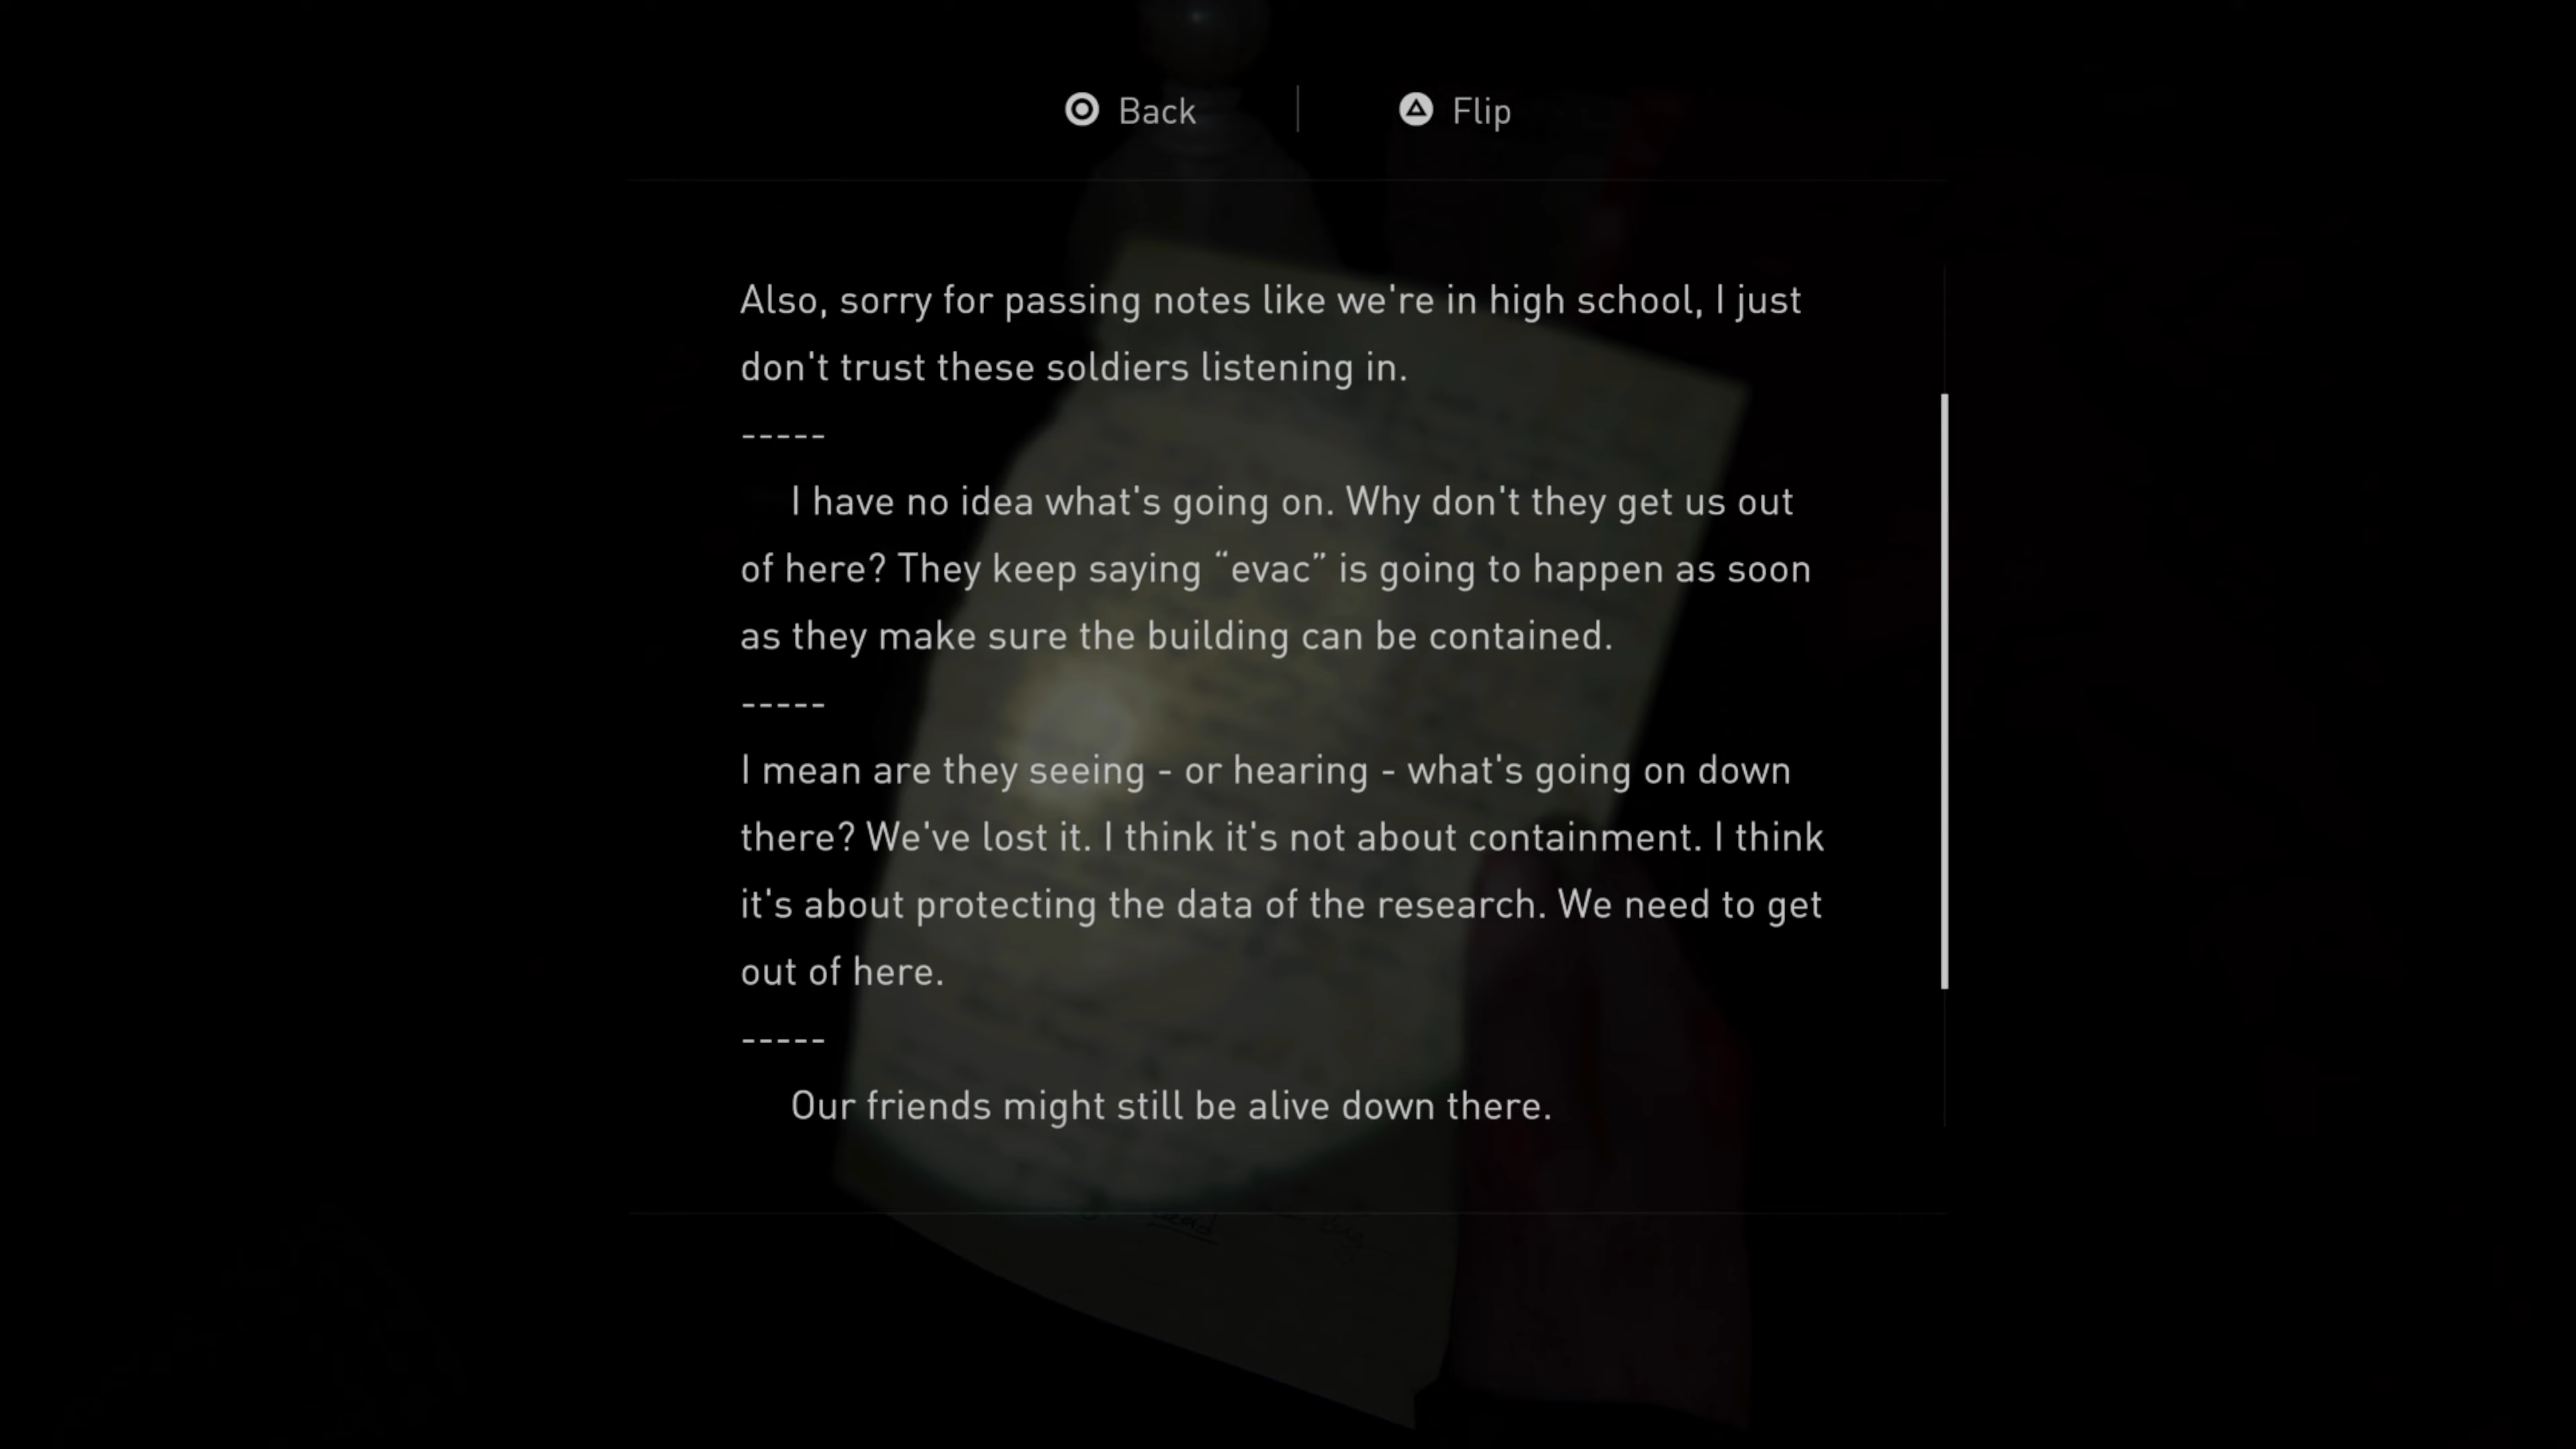 Back
Flip
Also, sorry for passing notes like we're in high school, I just
don't trust these soldiers listening in.
-----
I have no idea what's going on. Why don't they get us out
of here? They keep saying “evac” is going to happen as soon
as they make sure the building can be contained.
-----
I mean are they seeing - or hearing - what's going on down
there? We've lost it. I think it's not about containment. I think
it's about protecting the data of the research. We need to get
out of here.
-----
Our friends might still be alive down there.